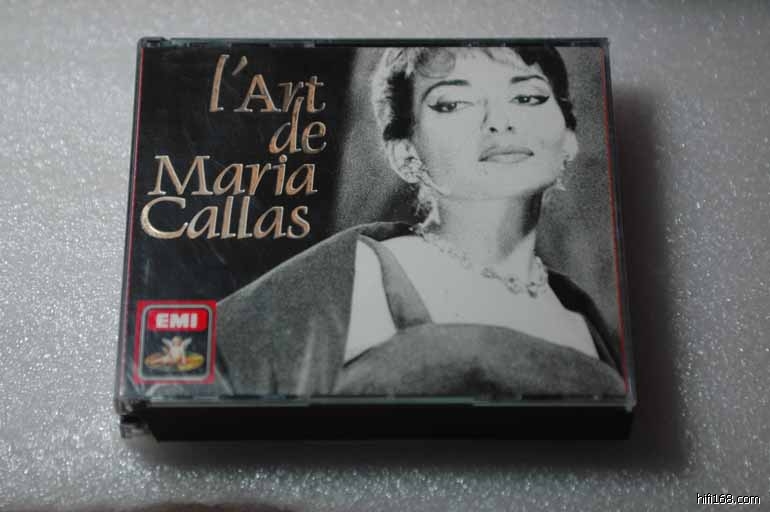 l'Art
de
Maria
Callas
EMI
hifi168.com